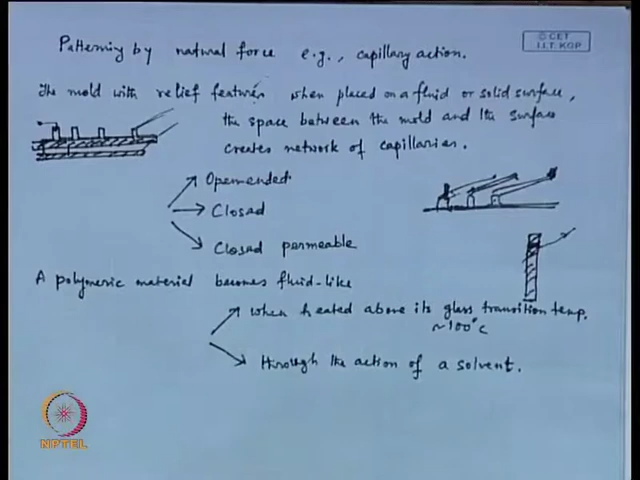 Patterning by natural force e.g., capillary action.
© CET
I.I.T. KGP
The mold with relief features when placed on a fluid or solid surface,
the space between the mold and the surface
creates network of capillaries.
Openended
Closed
Closed permeable
A polymeric material becomes fluid-like
when heated above its glass transition temp.
~100°C
through the action of a solvent.
NPTEL